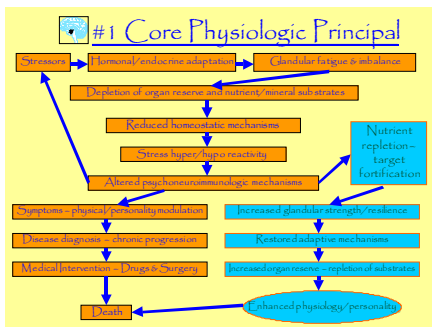 #1 Core Physiologic Principal
Stressors
Hormonal/endocrine adaptation
Glandular fatigue & imbalance
Depletion of organ reserve and nutrient/mineral substrates
Reduced homeostatic mechanisms
Stress hyper/hypo reactivity
Nutrient
repletion –
target
fortification
Altered psychoneuroimmunologic mechanisms
Symptoms – physical/personality modulation
Increased glandular strength/resilience
Disease diagnosis – chronic progression
Restored adaptive mechanisms
Medical Intervention – Drugs & Surgery
Increased organ reserve – repletion of substrates
Death
Enhanced physiology/personality